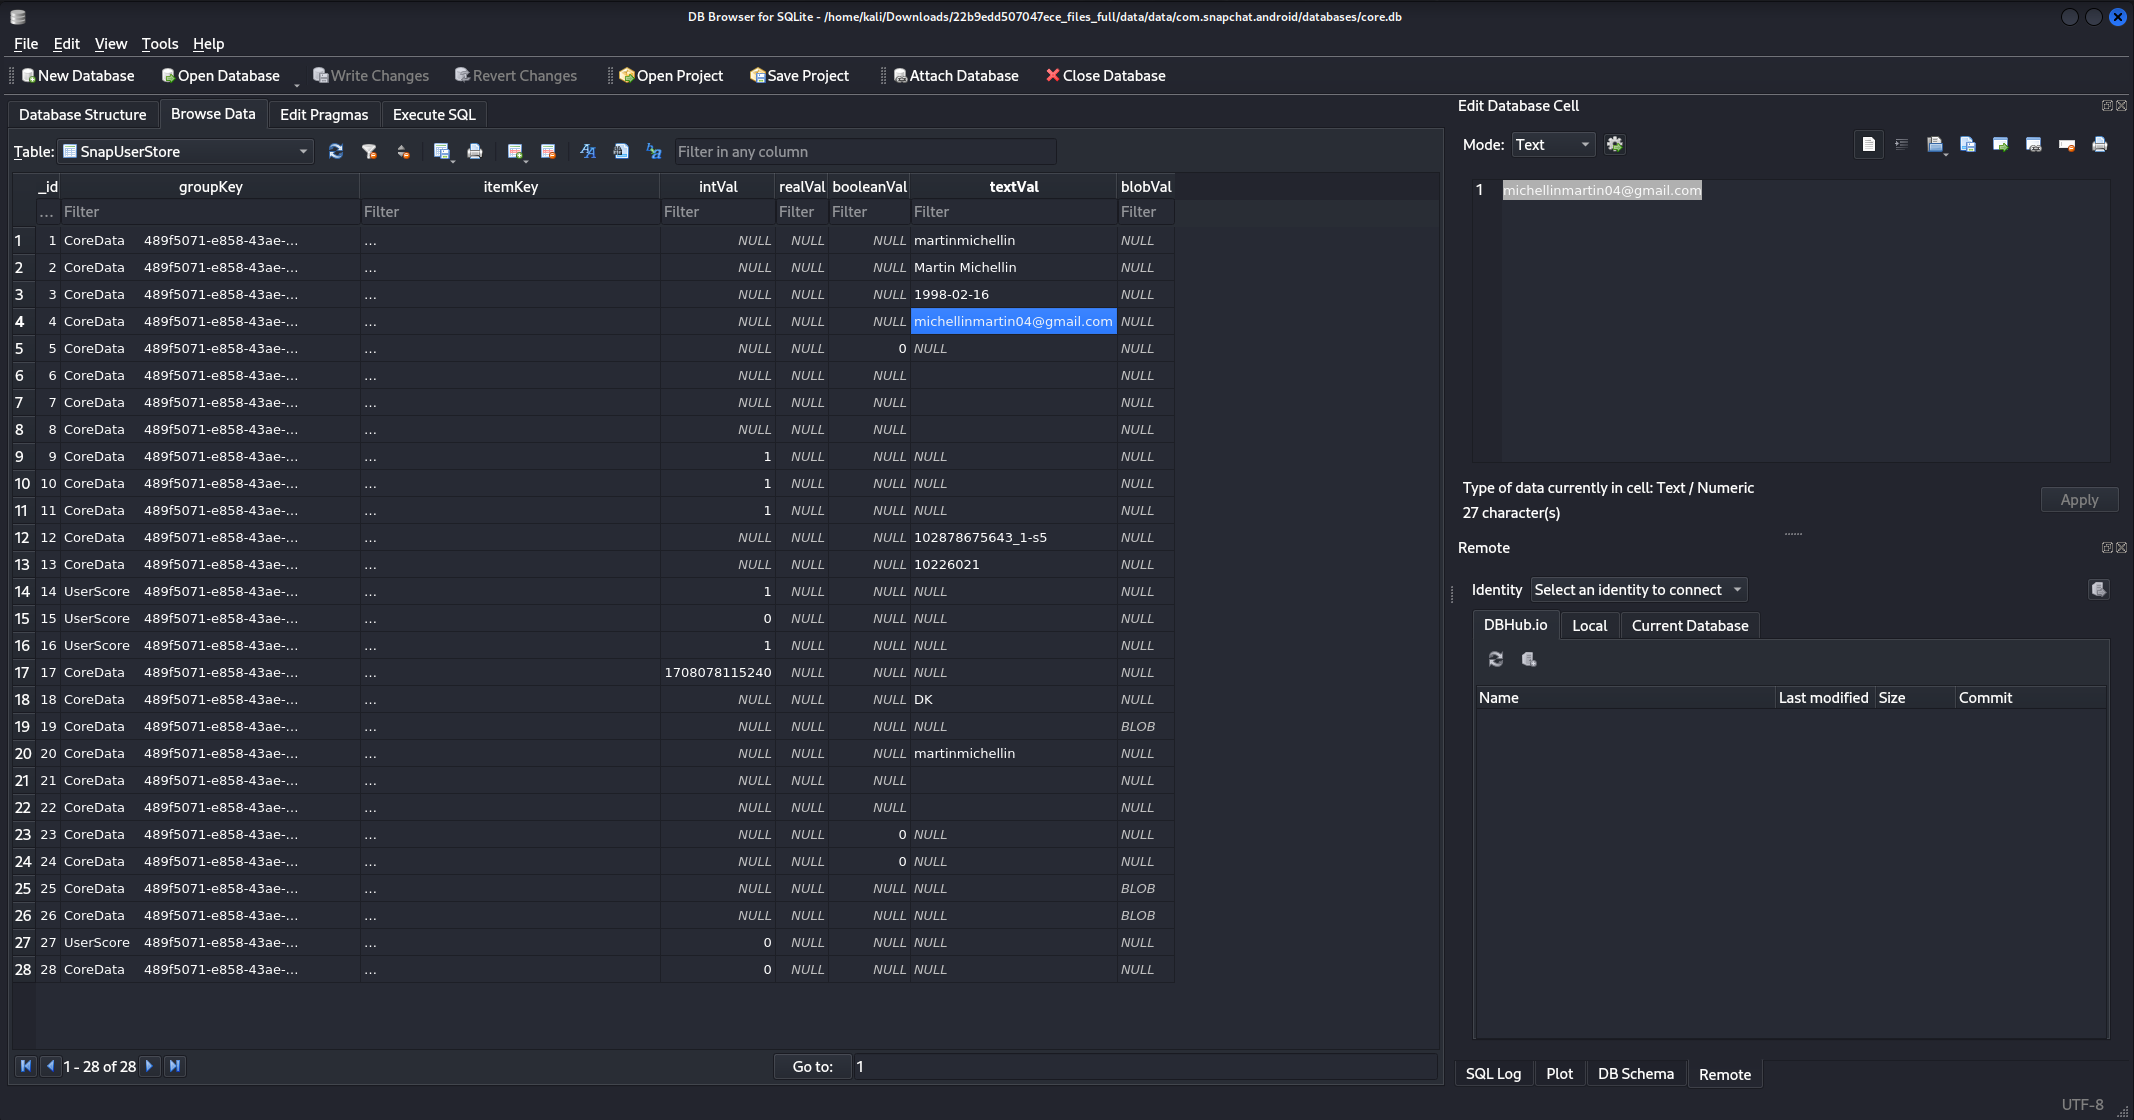 DB Browser for SQLite - /home/kali/Downloads/22b9edd507047ece_files_full/data/data/com.snapchat.android/databases/core.db
File Edit View Tools Help
New Database Open Database Write Changes Revert Changes Open Project Save Project Attach Database Close Database
Database Structure Browse Data Edit Pragmas Execute SQL
Table: SnapUserStore Filter in any column
_id groupKey itemKey intVal realVal booleanVal textVal blobVal
... Filter Filter Filter Filter Filter Filter Filter
1 1 CoreData 489f5071-e858-43ae-... ... NULL NULL NULL martinmichellin NULL
2 2 CoreData 489f5071-e858-43ae-... ... NULL NULL NULL Martin Michellin NULL
3 3 CoreData 489f5071-e858-43ae-... ... NULL NULL NULL 1998-02-16 NULL
4 4 CoreData 489f5071-e858-43ae-... ... NULL NULL NULL michellinmartin04@gmail.com NULL
5 5 CoreData 489f5071-e858-43ae-... ... NULL NULL 0 NULL NULL
6 6 CoreData 489f5071-e858-43ae-... ... NULL NULL NULL NULL
7 7 CoreData 489f5071-e858-43ae-... ... NULL NULL NULL NULL
8 8 CoreData 489f5071-e858-43ae-... ... NULL NULL NULL NULL
9 9 CoreData 489f5071-e858-43ae-... ... 1 NULL NULL NULL NULL
10 10 CoreData 489f5071-e858-43ae-... ... 1 NULL NULL NULL NULL
11 11 CoreData 489f5071-e858-43ae-... ... 1 NULL NULL NULL NULL
12 12 CoreData 489f5071-e858-43ae-... ... NULL NULL NULL 102878675643_1-s5 NULL
13 13 CoreData 489f5071-e858-43ae-... ... NULL NULL NULL 10226021 NULL
14 14 UserScore 489f5071-e858-43ae-... ... 1 NULL NULL NULL NULL
15 15 UserScore 489f5071-e858-43ae-... ... 0 NULL NULL NULL NULL
16 16 UserScore 489f5071-e858-43ae-... ... 1 NULL NULL NULL NULL
17 17 CoreData 489f5071-e858-43ae-... ... 1708078115240 NULL NULL NULL NULL
18 18 CoreData 489f5071-e858-43ae-... ... NULL NULL NULL DK NULL
19 19 CoreData 489f5071-e858-43ae-... ... NULL NULL NULL NULL BLOB
20 20 CoreData 489f5071-e858-43ae-... ... NULL NULL NULL martinmichellin NULL
21 21 CoreData 489f5071-e858-43ae-... ... NULL NULL NULL NULL
22 22 CoreData 489f5071-e858-43ae-... ... NULL NULL NULL NULL
23 23 CoreData 489f5071-e858-43ae-... ... NULL NULL 0 NULL NULL
24 24 CoreData 489f5071-e858-43ae-... ... NULL NULL 0 NULL NULL
25 25 CoreData 489f5071-e858-43ae-... ... NULL NULL NULL NULL BLOB
26 26 CoreData 489f5071-e858-43ae-... ... NULL NULL NULL NULL BLOB
27 27 UserScore 489f5071-e858-43ae-... ... 0 NULL NULL NULL NULL
28 28 CoreData 489f5071-e858-43ae-... ... 0 NULL NULL NULL NULL
1 - 28 of 28 Go to: 1
Edit Database Cell
Mode: Text
1 michellinmartin04@gmail.com
Type of data currently in cell: Text / Numeric
27 character(s)
Apply
Remote
Identity Select an identity to connect
DBHub.io Local Current Database
Name Last modified Size Commit
SQL Log Plot DB Schema Remote
UTF-8